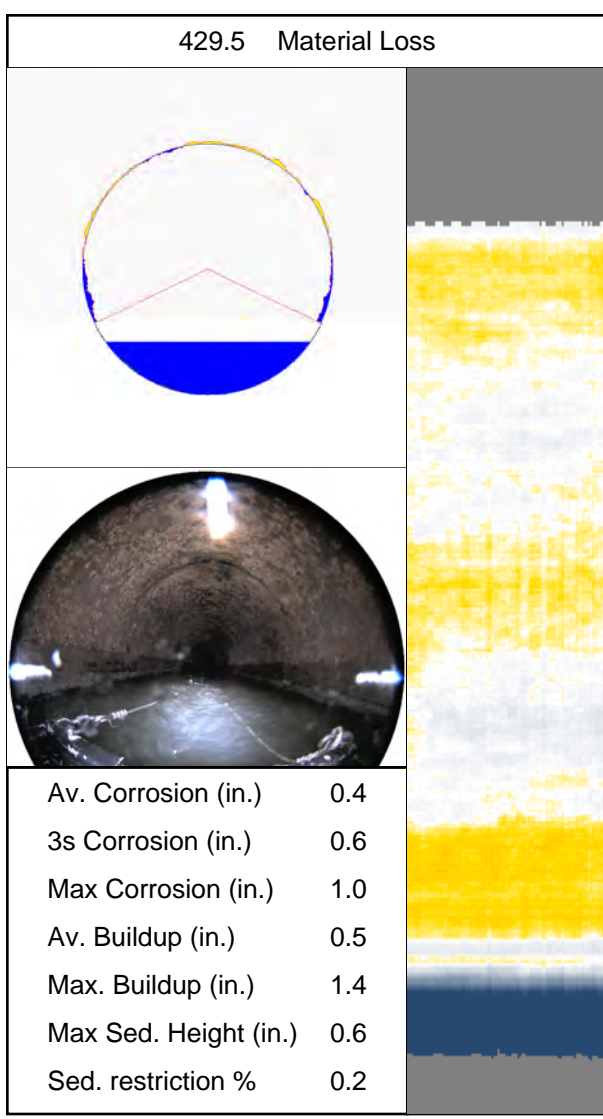 429.5 Material Loss
Av. Corrosion (in.) 0.4
3s Corrosion (in.) 0.6
Max Corrosion (in.) 1.0
Av. Buildup (in.) 0.5
Max. Buildup (in.) 1.4
Max Sed. Height (in.) 0.6
Sed. restriction % 0.2